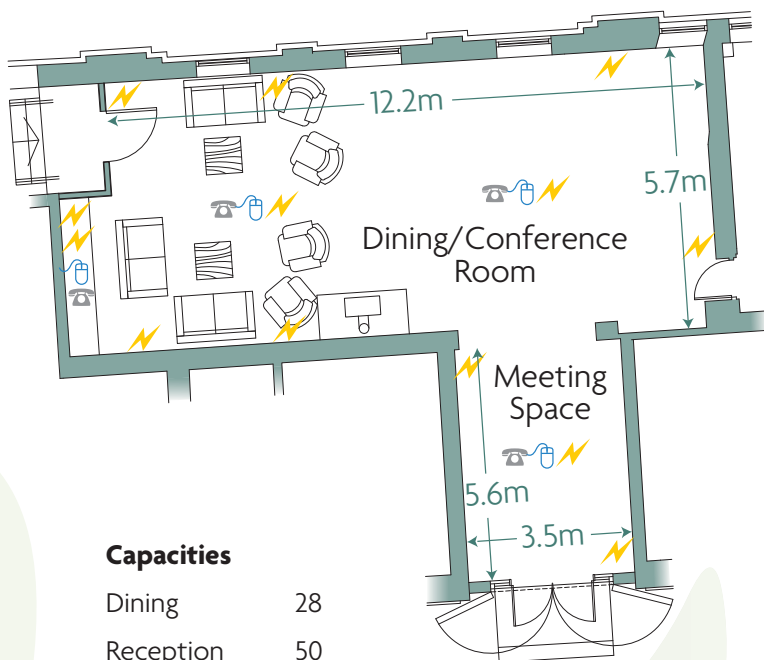 12.2m
5.7m
Dining/Conference
Room
Meeting
Space
5.6m
3.5m
Capacities
Dining 28
Reception 50